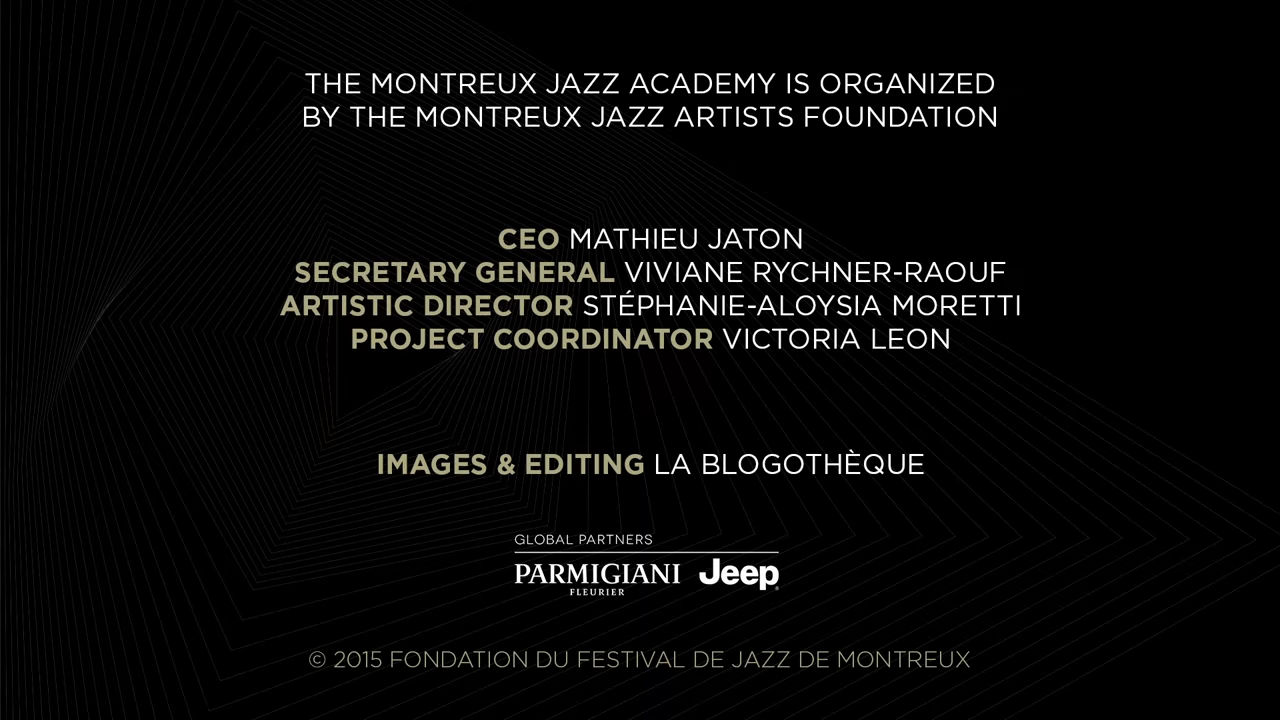 THE MONTREUX JAZZ ACADEMY IS ORGANIZED
BY THE MONTREUX JAZZ ARTISTS FOUNDATION
CEO MATHIEU JATON
SECRETARY GENERAL VIVIANE RYCHNER-RAOUF
ARTISTIC DIRECTOR STÉPHANIE-ALOYSIA MORETTI
PROJECT COORDINATOR VICTORIA LEON
IMAGES & EDITING LA BLOGOTHÈQUE
GLOBAL PARTNERS
PARMIGIANI Jeep
FLEURIER
© 2015 FONDATION DU FESTIVAL DE JAZZ DE MONTREUX